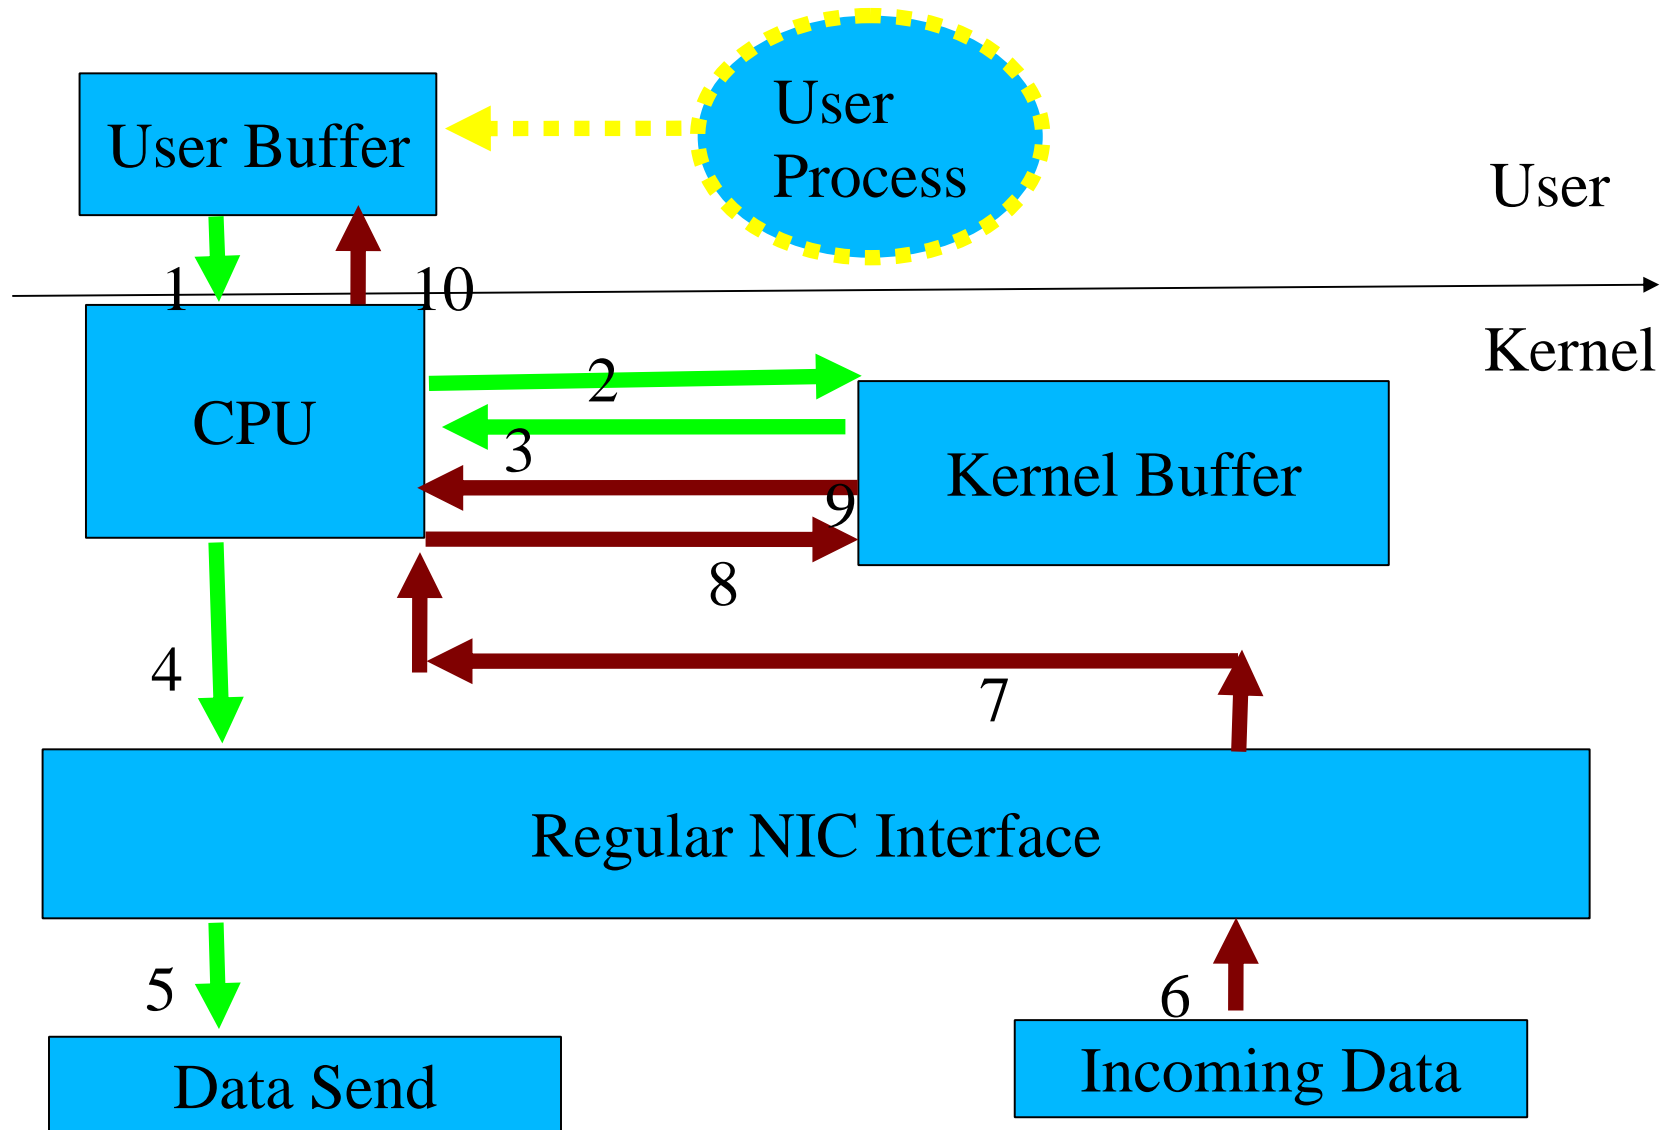 User
Process
User Buffer
User
1
10
Kernel
2
CPU
3
Kernel Buffer
9
8
4
7
Regular NIC Interface
5
6
Incoming Data
Data Send